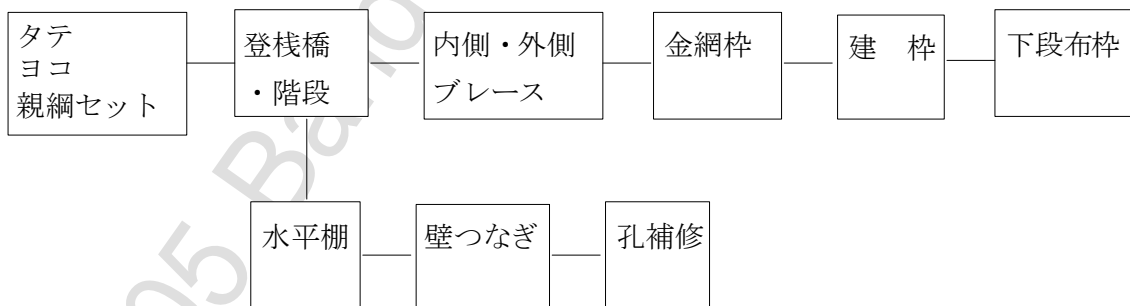 タテ
ヨコ
親綱セット
登桟橋
・階段
内側・外側
ブレース
金網枠
建　枠
下段布枠
水平棚
壁つなぎ
孔補修